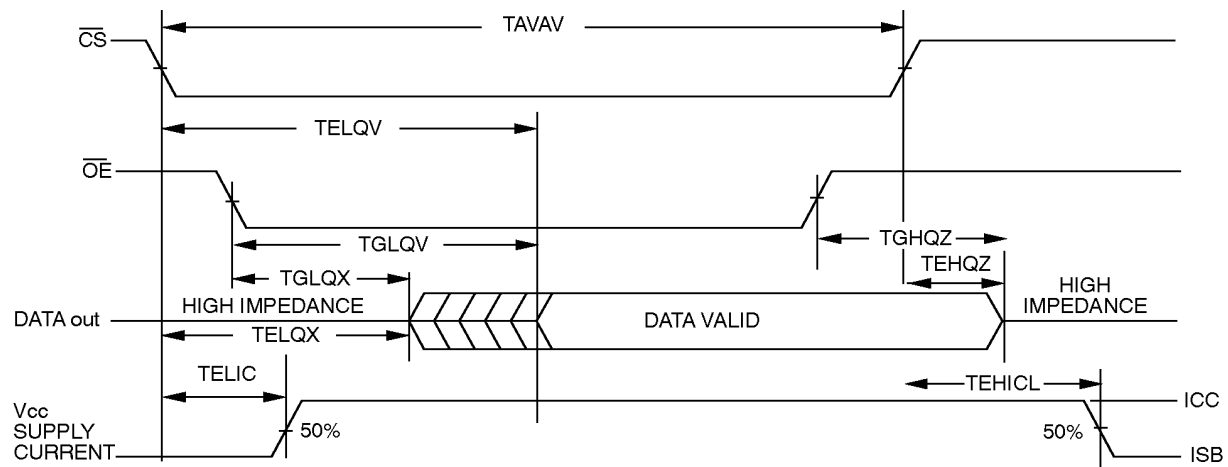 TAVAV
CS
TELQV
OE
TGLQV
TGHQZ
TEHQZ
TGLQX
HIGH IMPEDANCE
HIGH
IMPEDANCE
DATA out
DATA VALID
TELQX
TELIC
TEHICL
Vcc
SUPPLY
CURRENT
50%
50%
ICC
ISB